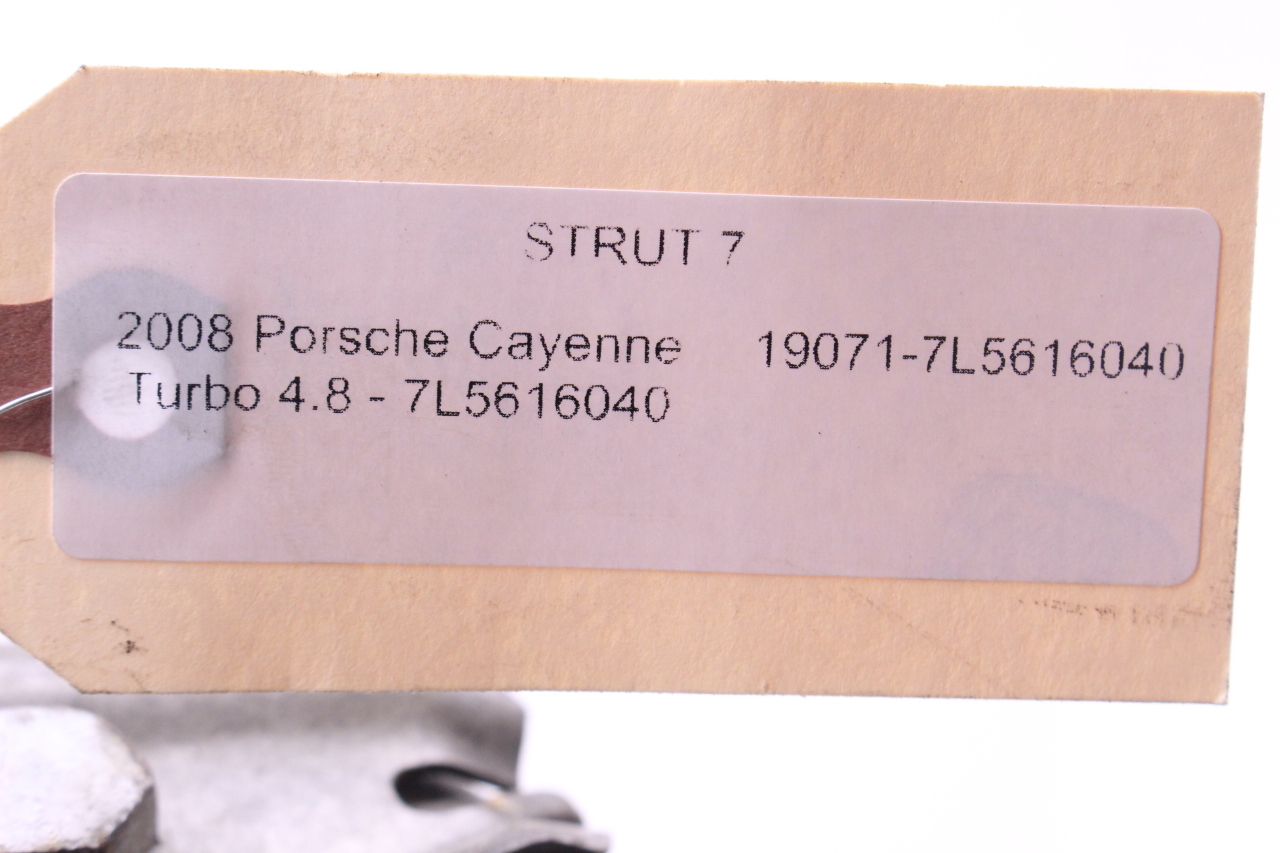 STRUT 7
2008 Porsche Cayenne 19071-7L5616040
Turbo 4.8 - 7L5616040